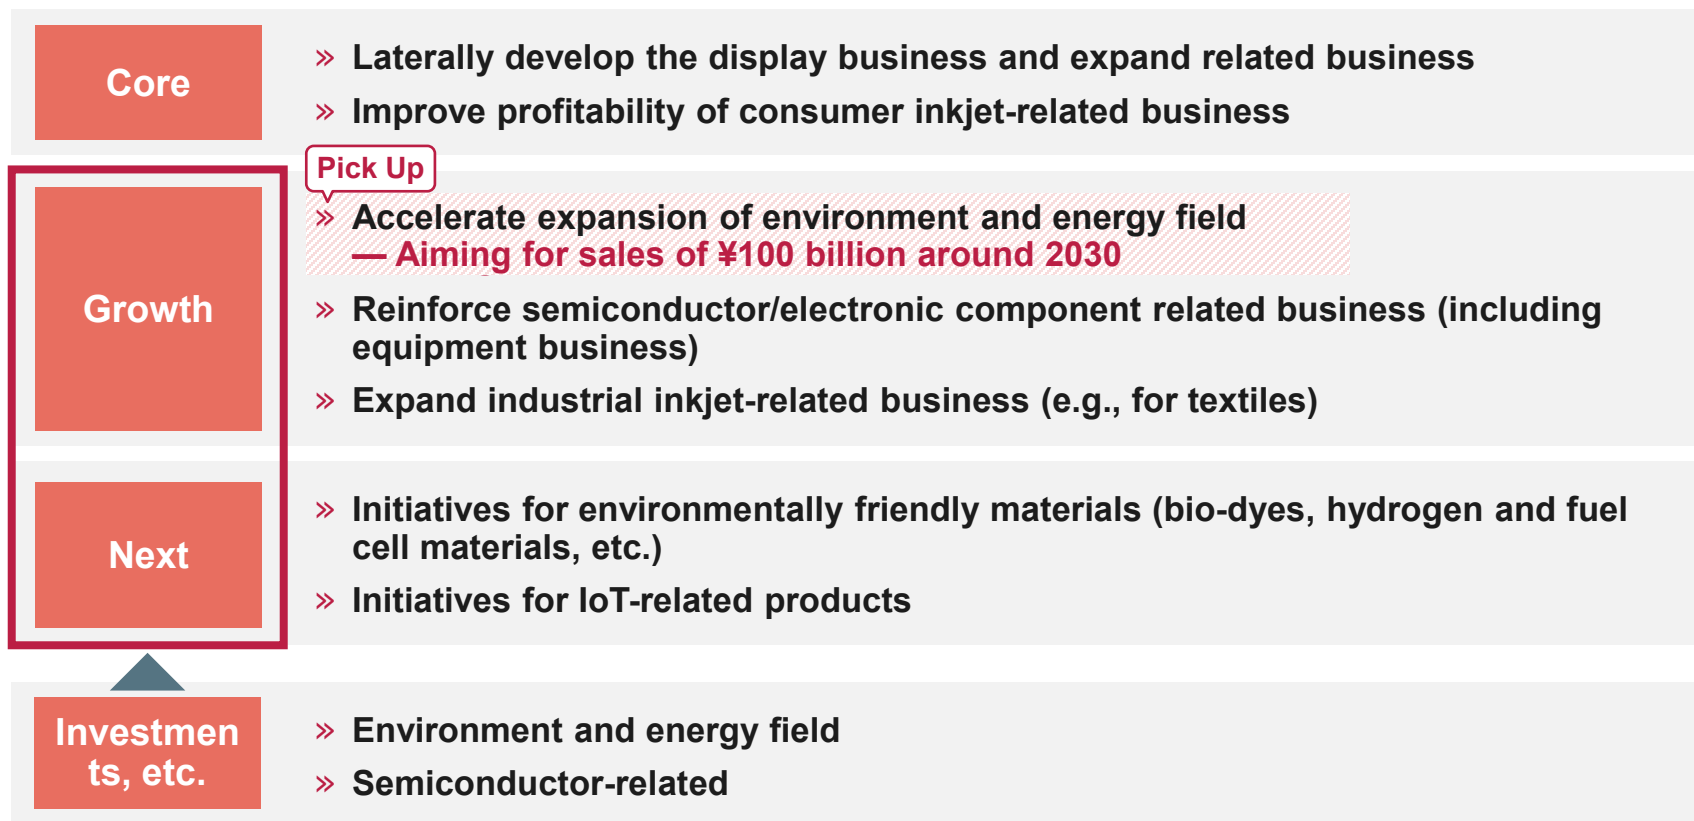 Core
» Laterally develop the display business and expand related business
» Improve profitability of consumer inkjet-related business
Pick Up
Growth
» Accelerate expansion of environment and energy field
— Aiming for sales of ¥100 billion around 2030
» Reinforce semiconductor/electronic component related business (including
equipment business)
» Expand industrial inkjet-related business (e.g., for textiles)
Next
» Initiatives for environmentally friendly materials (bio-dyes, hydrogen and fuel
cell materials, etc.)
» Initiatives for IoT-related products
Investmen
ts, etc.
» Environment and energy field
» Semiconductor-related